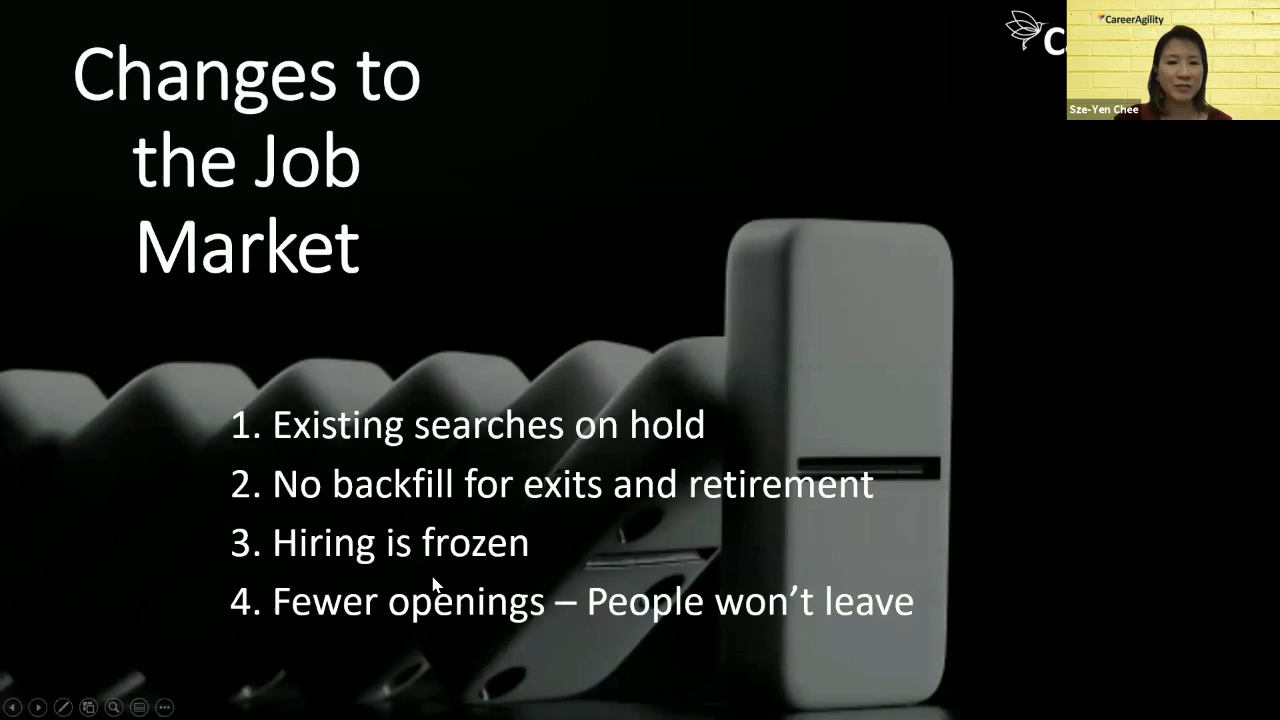 Changes to
the Job
Market
CareerAgility
Sze-Yen Chee
1. Existing searches on hold
2. No backfill for exits and retirement
3. Hiring is frozen
4. Fewer openings – People won’t leave